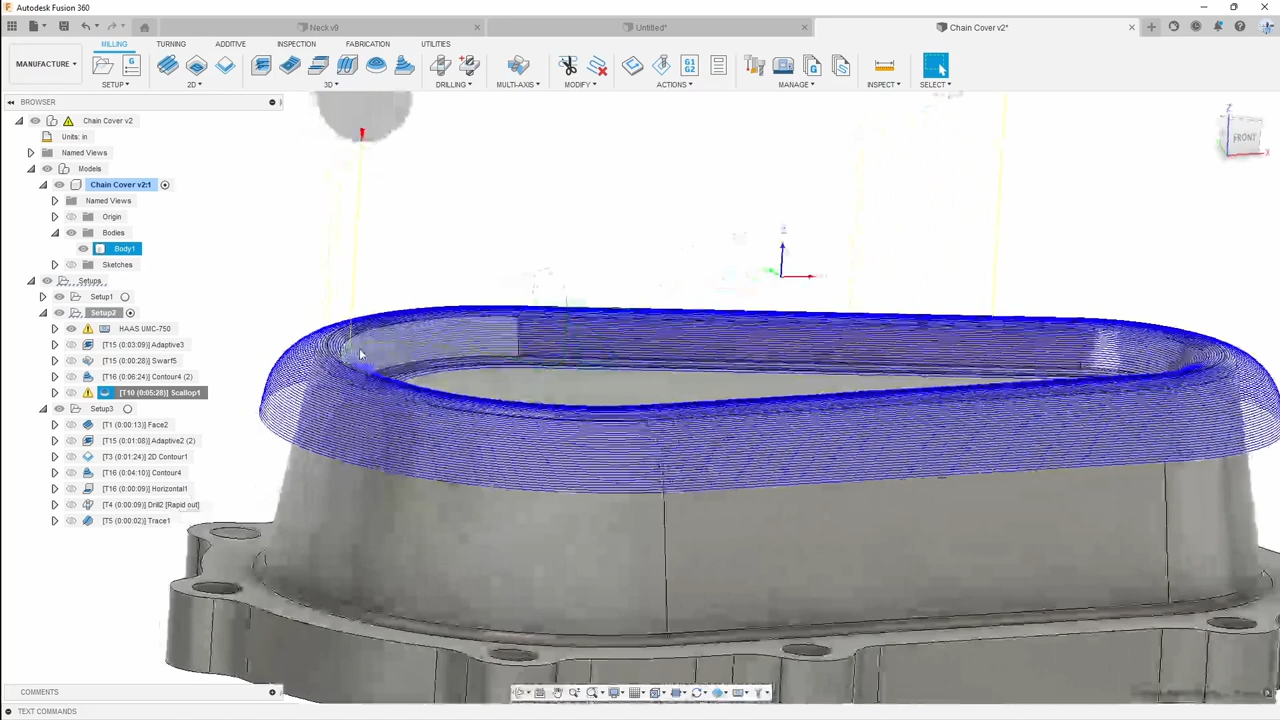 Autodesk Fusion 360
Neck v9
Untitled*
Chain Cover v2*
MILLING TURNING ADDITIVE INSPECTION FABRICATION UTILITIES
MANUFACTURE
G1
G2
SETUP 2D 3D DRILLING MULTI-AXIS MODIFY ACTIONS MANAGE INSPECT SELECT
BROWSER
Chain Cover v2
Units: in
Named Views
Models
Chain Cover v2:1
Named Views
Origin
Bodies
Body1
Sketches
Setups
Setup1
Setup2
HAAS UMC-750
[T15 (0:03:09)] Adaptive3
[T15 (0:00:28)] Swarf5
[T16 (0:06:24)] Contour4 (2)
[T10 (0:05:28)] Scallop1
Setup3
[T1 (0:00:13)] Face2
[T15 (0:01:08)] Adaptive2 (2)
[T3 (0:01:24)] 2D Contour1
[T16 (0:04:10)] Contour4
[T16 (0:00:09)] Horizontal1
[T4 (0:00:09)] Drill2 [Rapid out]
[T5 (0:00:02)] Trace1
Z
FRONT
X
Z
COMMENTS
TEXT COMMANDS